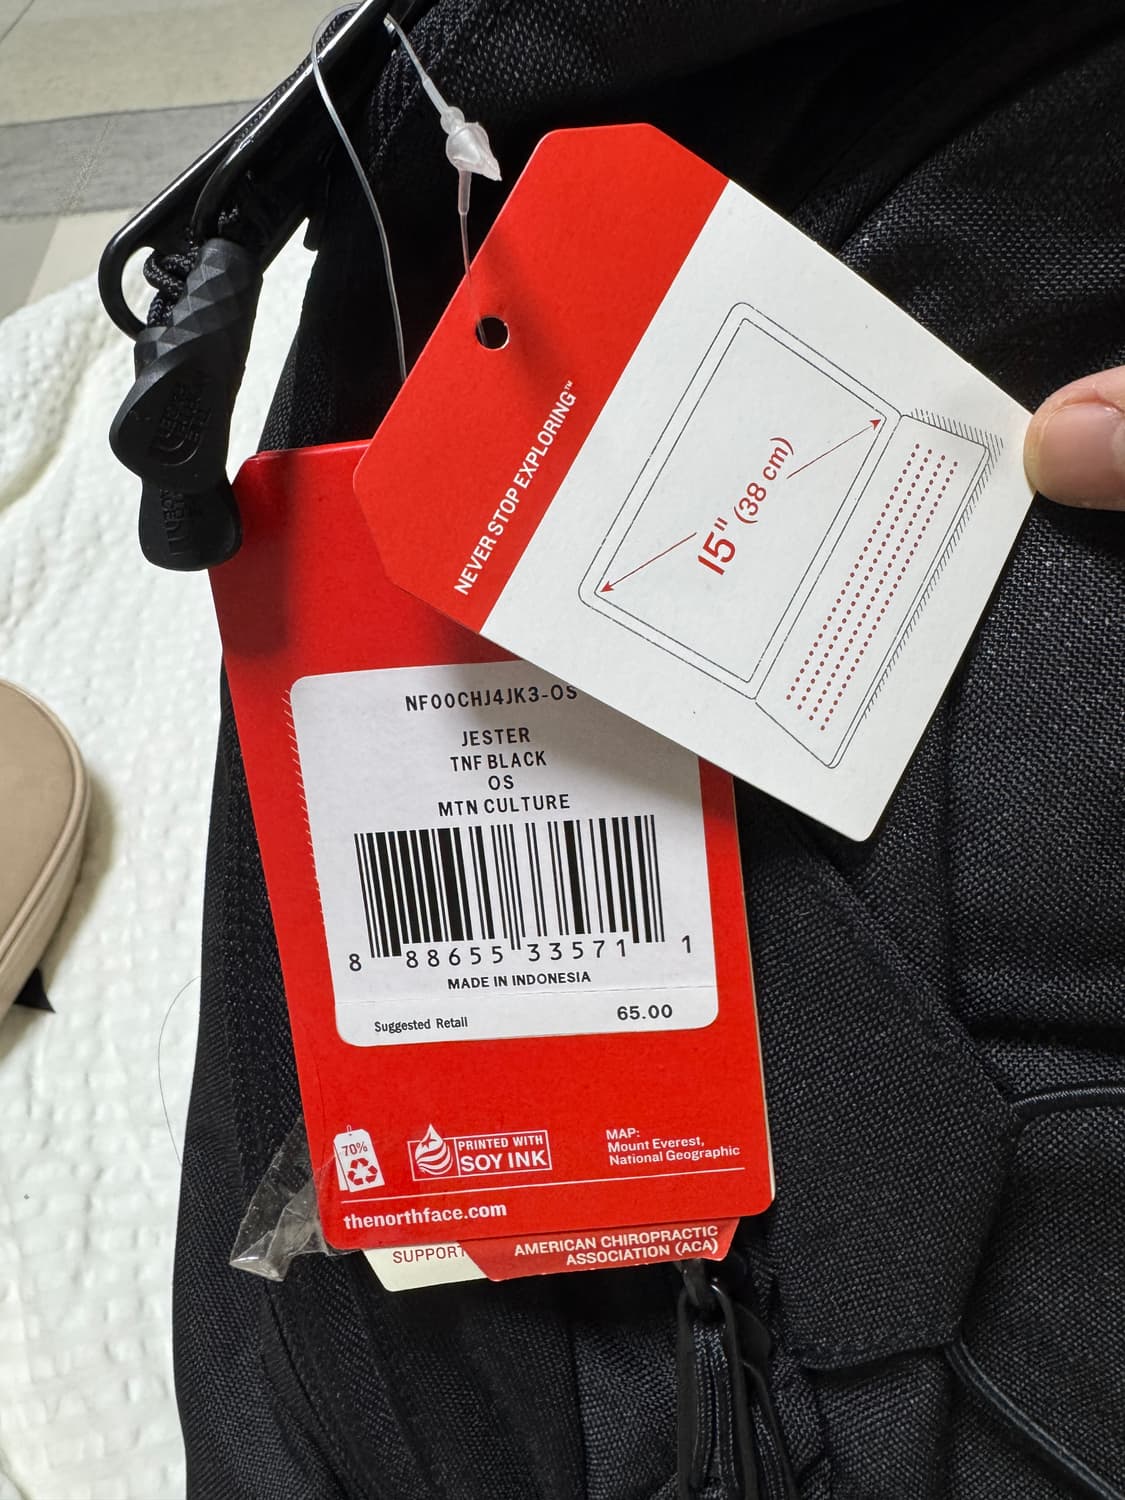 NEVER STOP EXPLORING™
15" (38 cm)
NF00CHJ4JK3-OS
JESTER
TNF BLACK
OS
MTN CULTURE
8 88655 33571 1
MADE IN INDONESIA
Suggested Retail 65.00
70%
PRINTED WITH
SOY INK
MAP:
Mount Everest,
National Geographic
thenorthface.com
SUPPORT
AMERICAN CHIROPRACTIC
ASSOCIATION (ACA)